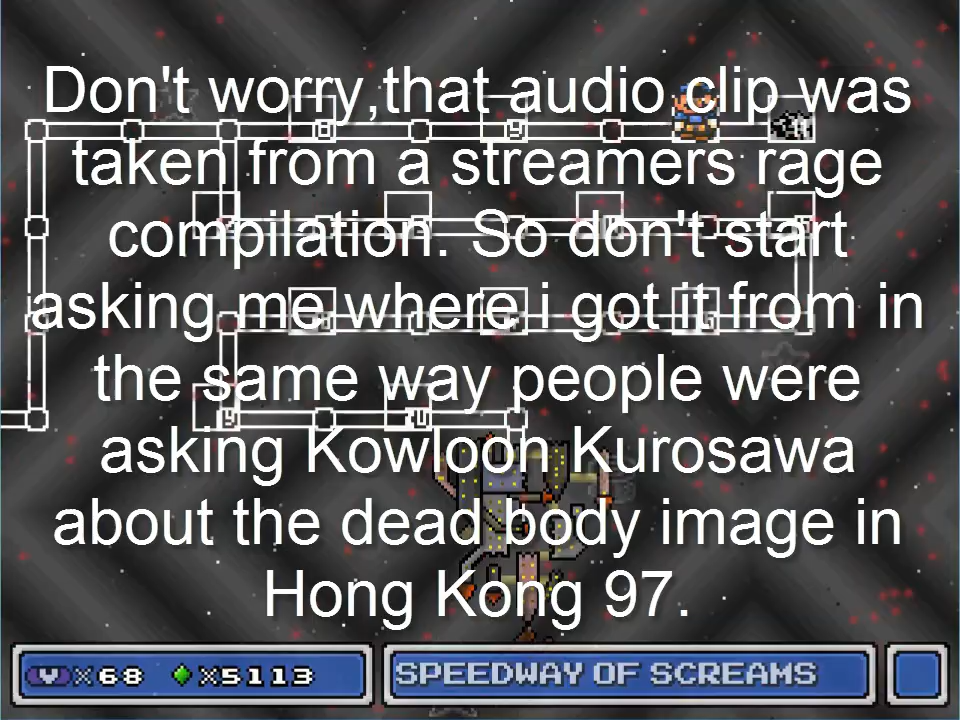 Don't worry,that audio clip was
taken from a streamers rage
compilation. So don't start
asking me where i got it from in
the same way people were
asking Kowloon Kurosawa
about the dead body image in
Hong Kong 97.
X68 X5113 SPEEDWAY OF SCREAMS